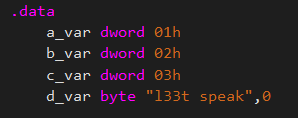 .data
a_var dword 01h
b_var dword 02h
c_var dword 03h
d_var byte "l33t speak",0